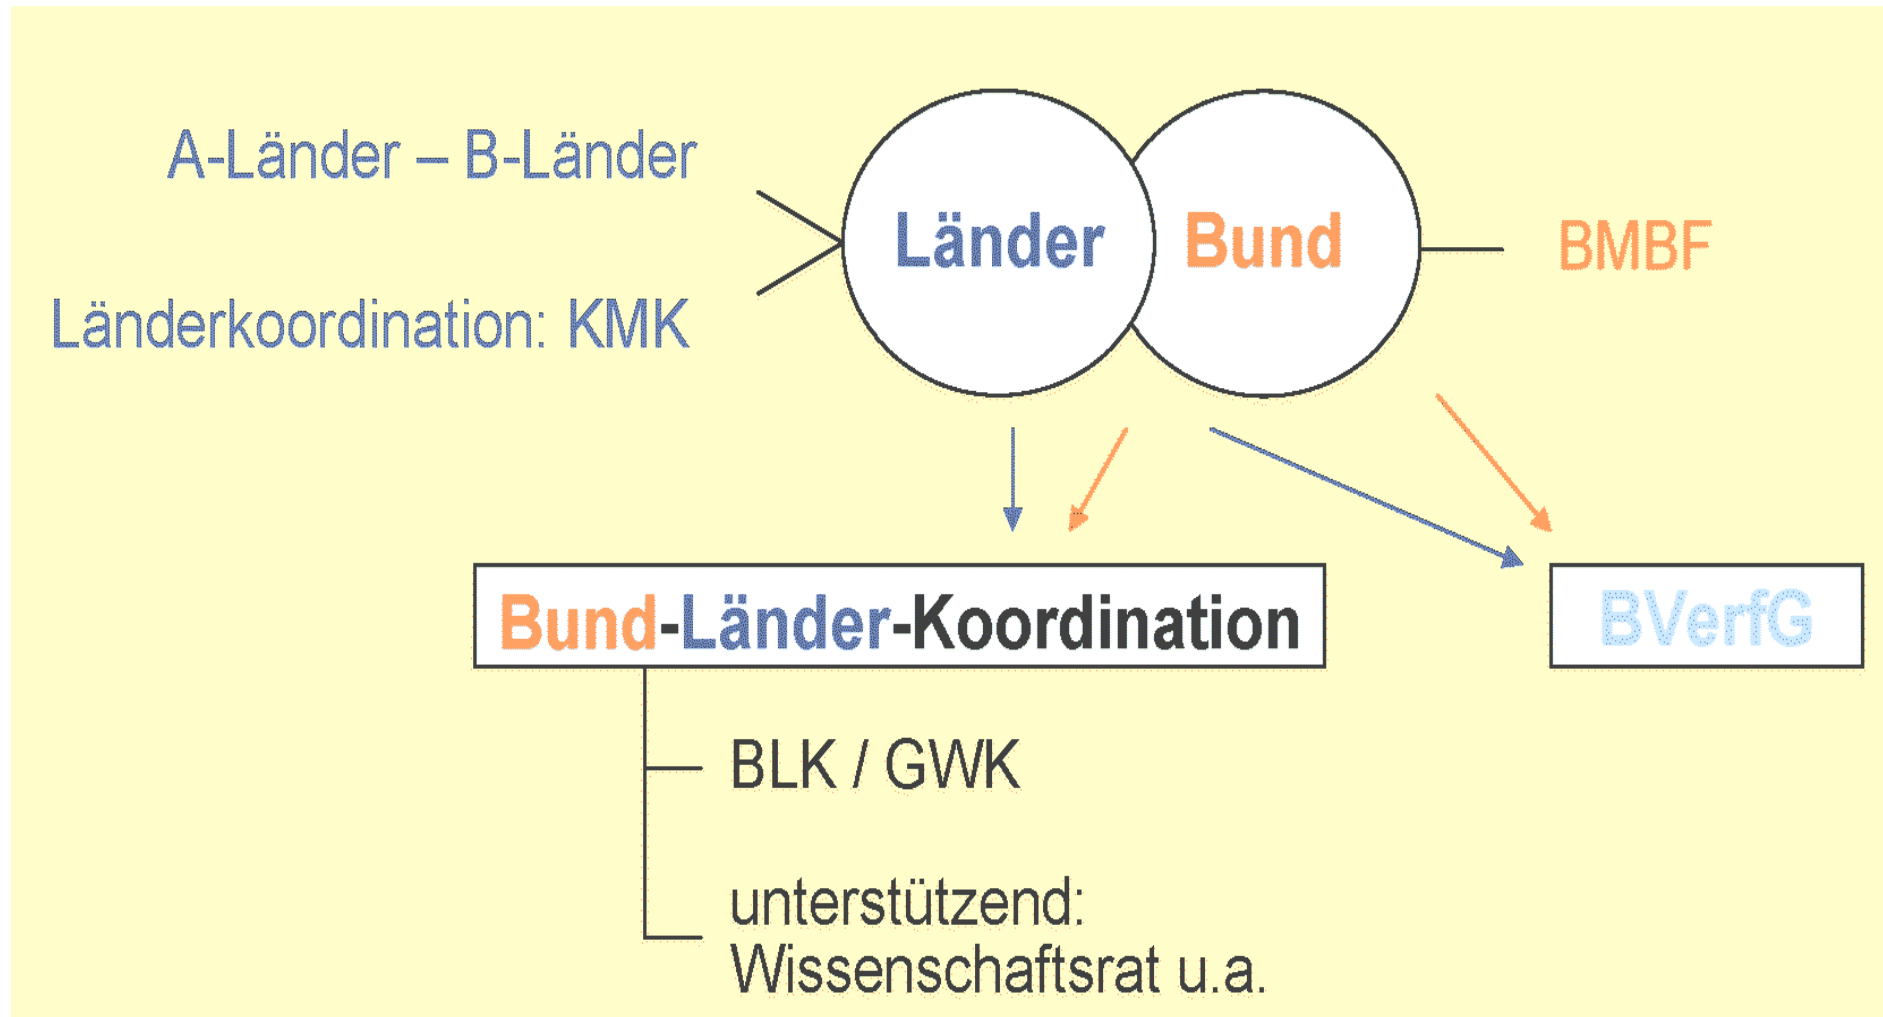 A-Länder – B-Länder
Länderkoordination: KMK
Länder
Bund
BMBF
Bund-Länder-Koordination
BVerfG
BLK / GWK
unterstützend:
Wissenschaftsrat u.a.